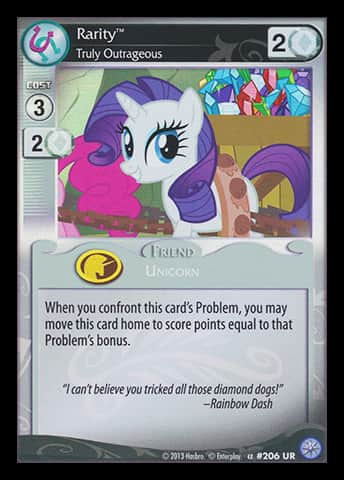 Rarity™
Truly Outrageous
2
COST
3
2
FRIEND
UNICORN
When you confront this card's Problem, you may
move this card home to score points equal to that
Problem's bonus.
"I can't believe you tricked all those diamond dogs!"
–Rainbow Dash
© 2013 Hasbro. © Enterplay. α #206 UR